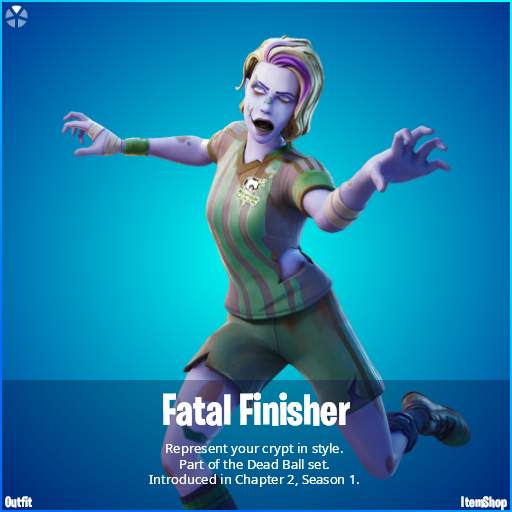 Fatal Finisher
Represent your crypt in style.
Part of the Dead Ball set.
Introduced in Chapter 2, Season 1.
Outfit
ItemShop